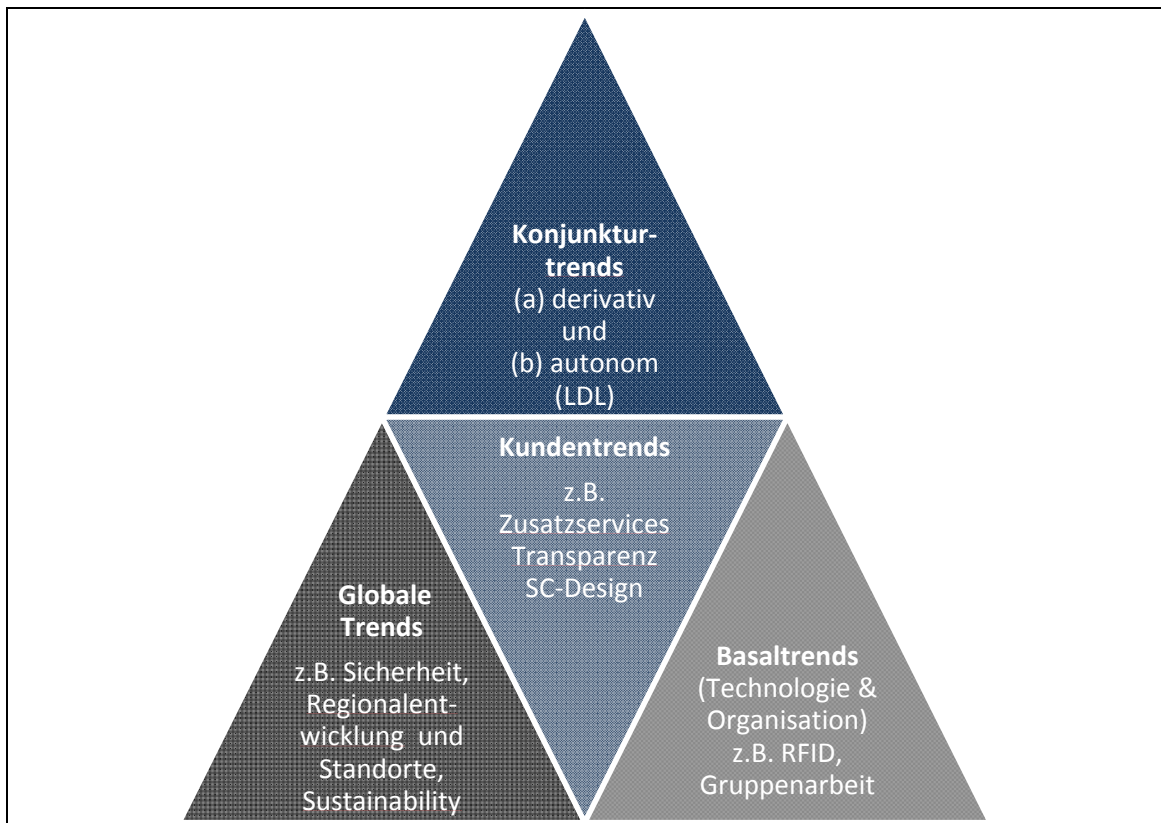 Konjunktur-
trends
(a) derivativ
und
(b) autonom
(LDL)
Kundentrends
z.B.
Zusatzservices
Transparenz
SC-Design
Globale
Trends
z.B. Sicherheit,
Regionalent-
wicklung und
Standorte,
Sustainability
Basaltrends
(Technologie &
Organisation)
z.B. RFID,
Gruppenarbeit